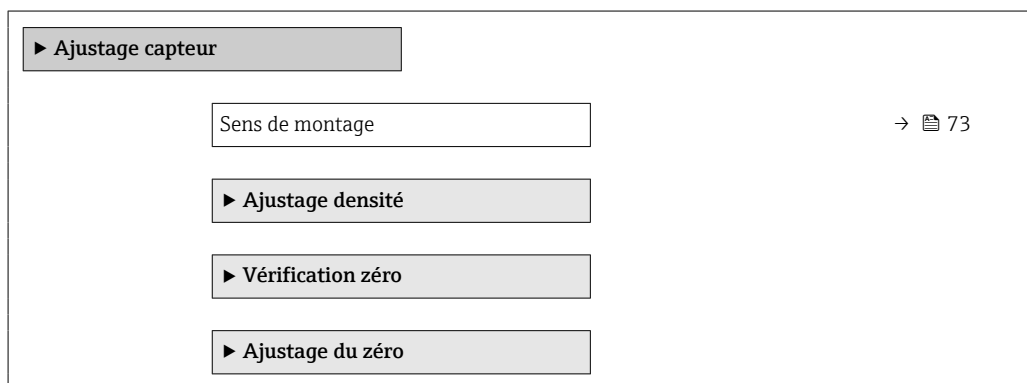 ▶ Ajustage capteur
Sens de montage → 🖺 73
▶ Ajustage densité
▶ Vérification zéro
▶ Ajustage du zéro